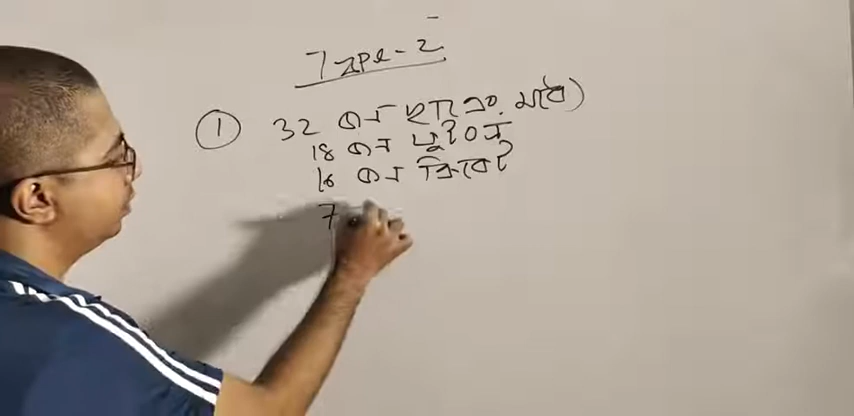 Type-2
① 32 জন ছাত্রের মধ্যে
18 জন ফুটবল
16 জন ক্রিকেট
7